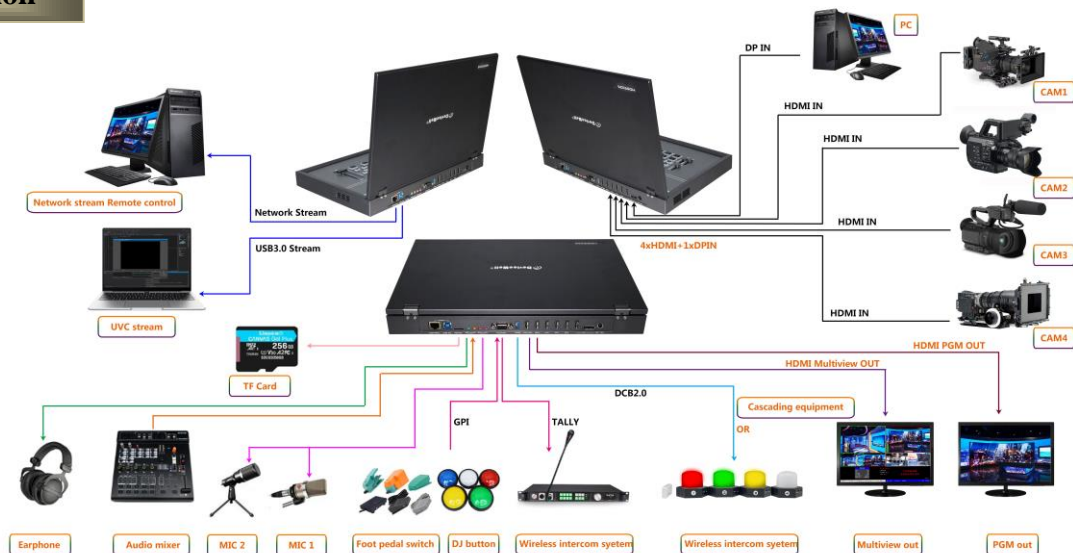 ion
PC
DP IN
CAM1
HDMI IN
HDMI IN
CAM2
Network stream Remote control
Network Stream
HDMI IN
CAM3
USB3.0 Stream
4xHDMI+1xDPIN
UVC stream
HDMI IN
CAM4
256
TF Card
HDMI PGM OUT
HDMI Multiview OUT
DCB2.0
Cascading equipment
GPI
TALLY
OR
Earphone
Audio mixer
MIC 2
MIC 1
Foot pedal switch
DJ button
Wireless intercom syetem
Wireless intercom syetem
Multiview out
PGM out